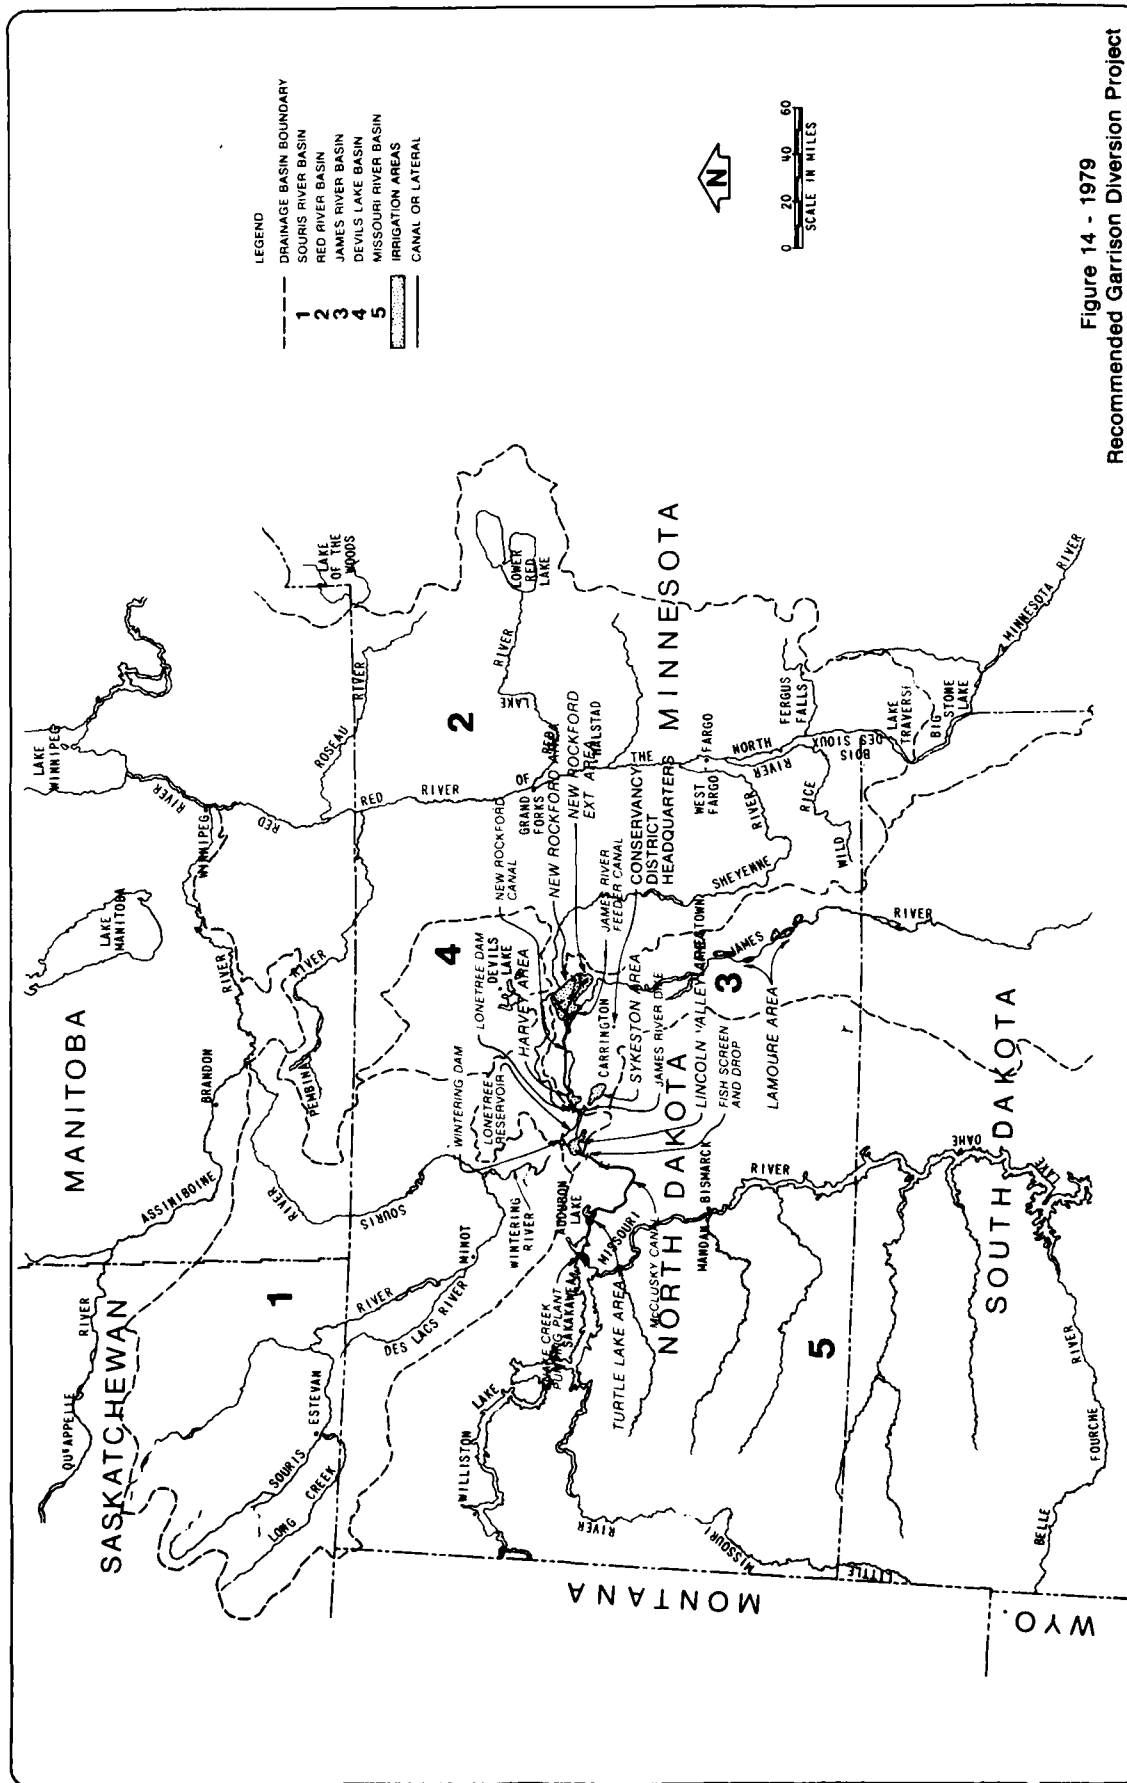 MANITOBA
SASKATCHEWAN
LAKE
WINNIPEG
LAKE
MANITOBA
QU'APPELLE
RIVER
ASSINIBOINE
RIVER
BRANDON
WINNIPEG
RED
RIVER
PEMBINA
RIVER
ROSEAU
RIVER
LAKE
OF THE
WOODS
1
SOURIS
LONG
CREEK
ESTEVAN
RIVER
DES LACS RIVER
MINOT
SOURIS
RIVER
WINTERING
RIVER
WINTERING DAM
LONETREE
RESERVOIR
LONETREE DAM
HARVEY AREA
4
DEVILS
LAKE
NEW ROCKFORD
CANAL
NEW ROCKFORD AREA
NEW ROCKFORD
EXT AREA
GRAND
FORKS
2
RED
RIVER
OF
THE
NORTH
RED
LAKE
RIVER
LOWER
RED
LAKE
HALSTAD
MINNESOTA
CONSERVANCY
DISTRICT
HEADQUARTERS
JAMES RIVER
FEEDER CANAL
CARRINGTON
SYKESTON AREA
JAMES RIVER DIKE
LINCOLN VALLEY AREA
FISH SCREEN
AND DROP
3
JAMES
RIVER
LAMOURE AREA
SHEYENNE
RIVER
WEST
FARGO
FARGO
WILD
RICE
RIVER
FERGUS
FALLS
BOIS
DES SIOUX
LAKE
TRAVERSE
BIG
STONE
LAKE
MINNESOTA RIVER
WILLISTON
LAKE
SAKAKAWEA
SNAKE CREEK
PUMPING PLANT
AUDUBON
LAKE
TURTLE LAKE AREA
McCLUSKY CANAL
MISSOURI
RIVER
NORTH DAKOTA
MANDAN
BISMARCK
5
LITTLE
MISSOURI
RIVER
MONTANA
WYO.
SOUTH DAKOTA
LAKE
OAHE
BELLE
FOURCHE
RIVER
LEGEND
DRAINAGE BASIN BOUNDARY
1 SOURIS RIVER BASIN
2 RED RIVER BASIN
3 JAMES RIVER BASIN
4 DEVILS LAKE BASIN
5 MISSOURI RIVER BASIN
IRRIGATION AREAS
CANAL OR LATERAL
N
0 20 40 60
SCALE IN MILES
Figure 14 - 1979
Recommended Garrison Diversion Project